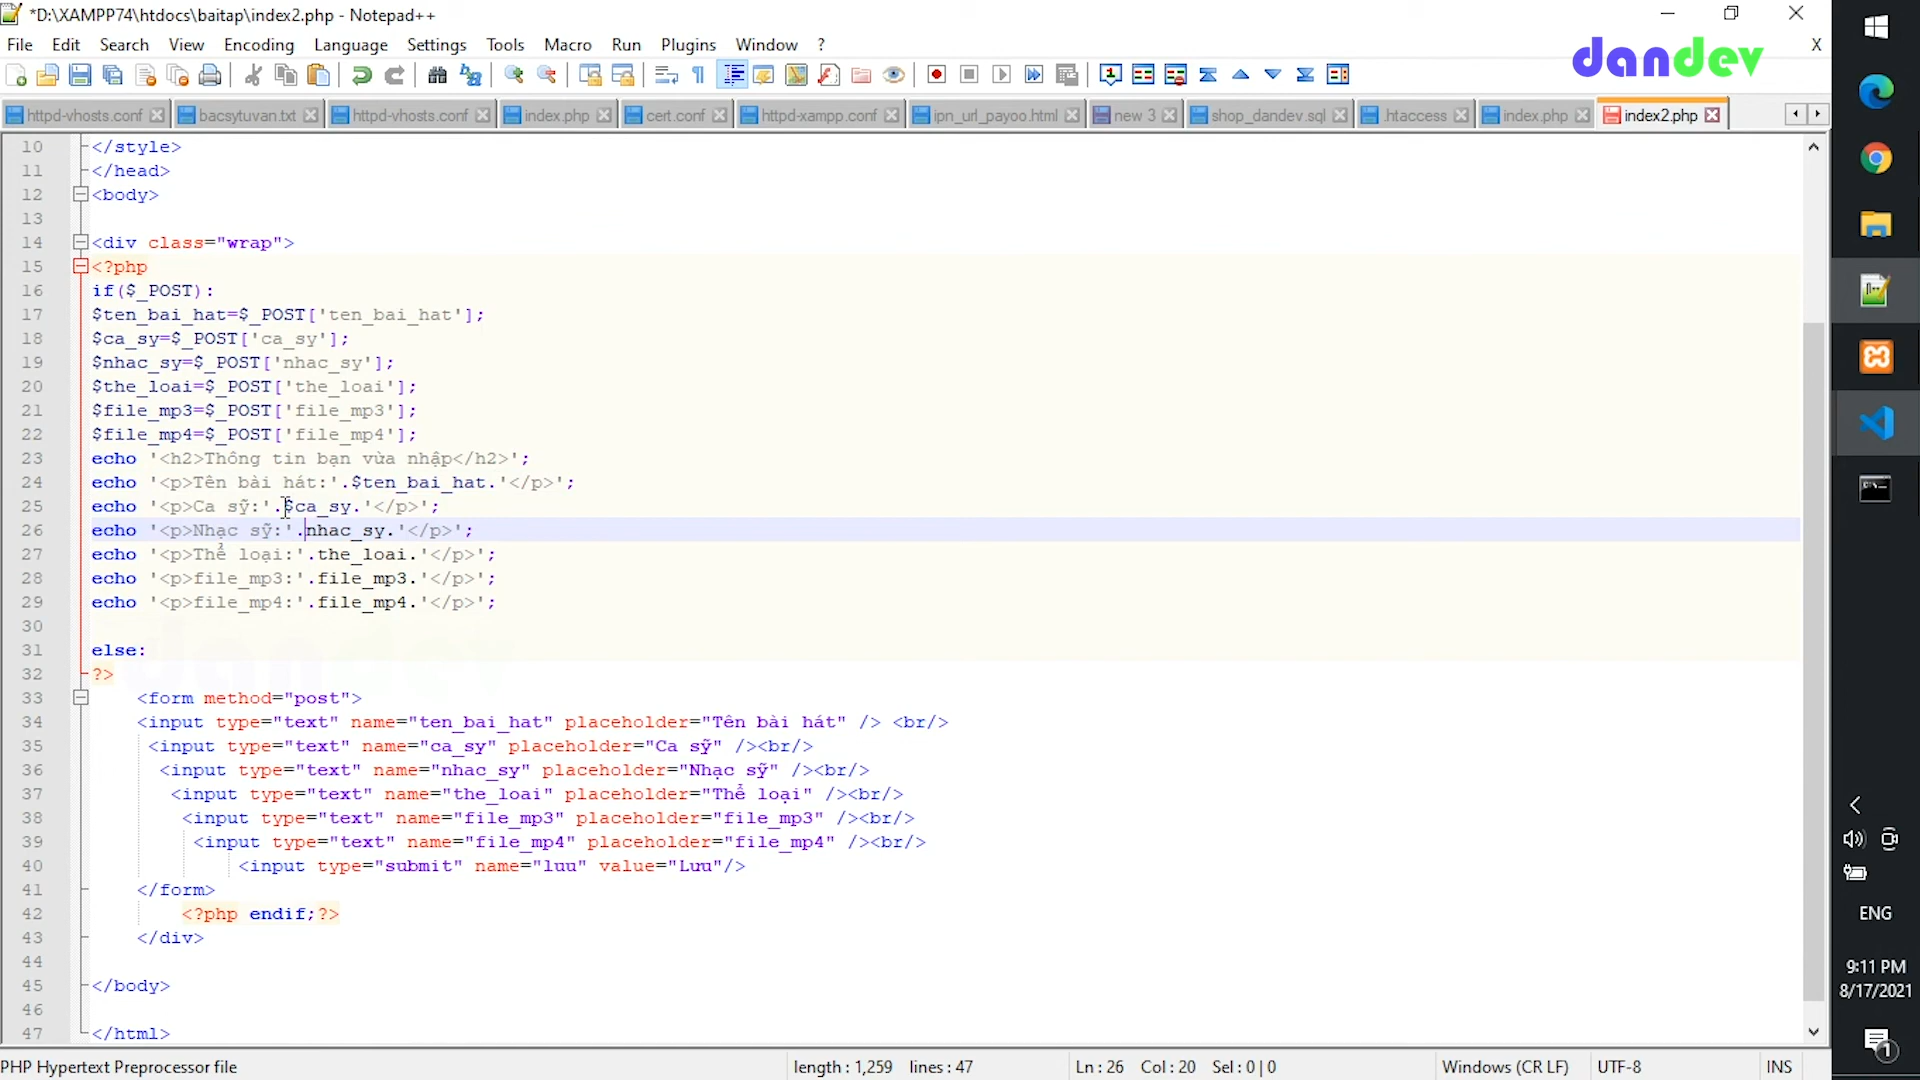 *D:\XAMPP74\htdocs\baitap\index2.php - Notepad++
File Edit Search View Encoding Language Settings Tools Macro Run Plugins Window ? X
dandev
httpd-vhosts.conf bacsytuvan.txt httpd-vhosts.conf index.php cert.conf httpd-xampp.conf ipn_url_payoo.html new 3 shop_dandev.sql .htaccess index.php index2.php
10 </style>
11 </head>
12 <body>
13
14 <div class="wrap">
15 <?php
16 if($_POST):
17 $ten_bai_hat=$_POST['ten_bai_hat'];
18 $ca_sy=$_POST['ca_sy'];
19 $nhac_sy=$_POST['nhac_sy'];
20 $the_loai=$_POST['the_loai'];
21 $file_mp3=$_POST['file_mp3'];
22 $file_mp4=$_POST['file_mp4'];
23 echo '<h2>Thông tin bạn vừa nhập</h2>';
24 echo '<p>Tên bài hát:'.$ten_bai_hat.'</p>';
25 echo '<p>Ca sỹ:'.$ca_sy.'</p>';
26 echo '<p>Nhạc sỹ:'.nhac_sy.'</p>';
27 echo '<p>Thể loại:'.the_loai.'</p>';
28 echo '<p>file_mp3:'.file_mp3.'</p>';
29 echo '<p>file_mp4:'.file_mp4.'</p>';
30
31 else:
32 ?>
33 <form method="post">
34 <input type="text" name="ten_bai_hat" placeholder="Tên bài hát" /> <br/>
35 <input type="text" name="ca_sy" placeholder="Ca sỹ" /><br/>
36 <input type="text" name="nhac_sy" placeholder="Nhạc sỹ" /><br/>
37 <input type="text" name="the_loai" placeholder="Thể loại" /><br/>
38 <input type="text" name="file_mp3" placeholder="file_mp3" /><br/>
39 <input type="text" name="file_mp4" placeholder="file_mp4" /><br/>
40 <input type="submit" name="luu" value="Lưu"/>
41 </form>
42 <?php endif;?>
43 </div>
44
45 </body>
46
47 </html>
PHP Hypertext Preprocessor file length : 1,259 lines : 47 Ln : 26 Col : 20 Sel : 0 | 0 Windows (CR LF) UTF-8 INS
ENG
9:11 PM
8/17/2021
1